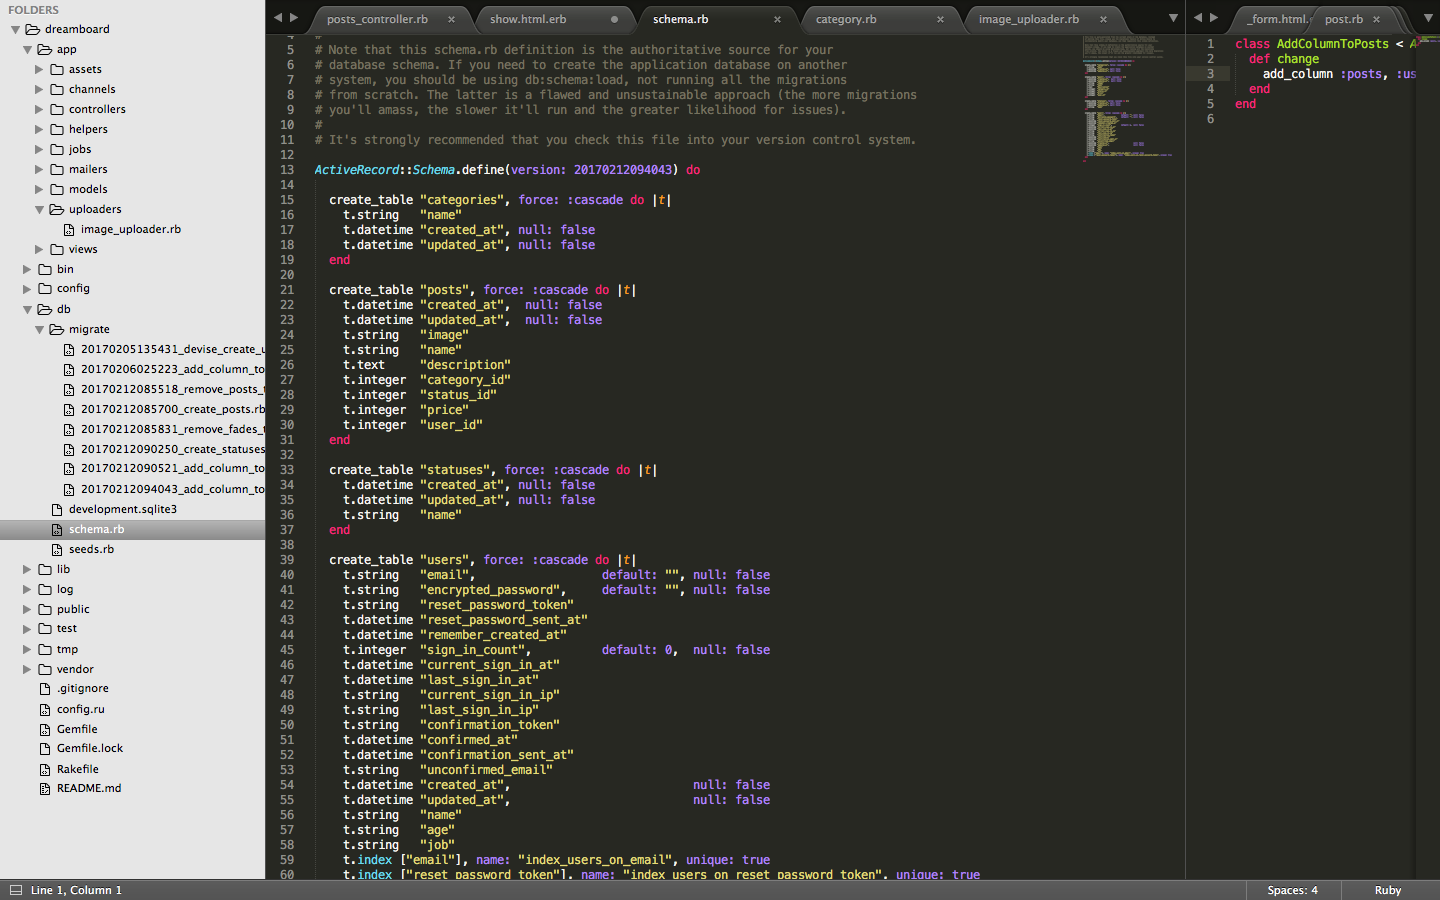 FOLDERS
dreamboard
app
assets
channels
controllers
helpers
jobs
mailers
models
uploaders
image_uploader.rb
views
bin
config
db
migrate
20170205135431_devise_create_u
20170206025223_add_column_to
20170212085518_remove_posts_
20170212085700_create_posts.rb
20170212085831_remove_fades_
20170212090250_create_statuses
20170212090521_add_column_to
20170212094043_add_column_to
development.sqlite3
schema.rb
seeds.rb
lib
log
public
test
tmp
vendor
.gitignore
config.ru
Gemfile
Gemfile.lock
Rakefile
README.md
posts_controller.rb × show.html.erb schema.rb × category.rb × image_uploader.rb ×
4 #
5 # Note that this schema.rb definition is the authoritative source for your
6 # database schema. If you need to create the application database on another
7 # system, you should be using db:schema:load, not running all the migrations
8 # from scratch. The latter is a flawed and unsustainable approach (the more migrations
9 # you'll amass, the slower it'll run and the greater likelihood for issues).
10 #
11 # It's strongly recommended that you check this file into your version control system.
12
13 ActiveRecord::Schema.define(version: 20170212094043) do
14
15 create_table "categories", force: :cascade do |t|
16 t.string "name"
17 t.datetime "created_at", null: false
18 t.datetime "updated_at", null: false
19 end
20
21 create_table "posts", force: :cascade do |t|
22 t.datetime "created_at", null: false
23 t.datetime "updated_at", null: false
24 t.string "image"
25 t.string "name"
26 t.text "description"
27 t.integer "category_id"
28 t.integer "status_id"
29 t.integer "price"
30 t.integer "user_id"
31 end
32
33 create_table "statuses", force: :cascade do |t|
34 t.datetime "created_at", null: false
35 t.datetime "updated_at", null: false
36 t.string "name"
37 end
38
39 create_table "users", force: :cascade do |t|
40 t.string "email", default: "", null: false
41 t.string "encrypted_password", default: "", null: false
42 t.string "reset_password_token"
43 t.datetime "reset_password_sent_at"
44 t.datetime "remember_created_at"
45 t.integer "sign_in_count", default: 0, null: false
46 t.datetime "current_sign_in_at"
47 t.datetime "last_sign_in_at"
48 t.string "current_sign_in_ip"
49 t.string "last_sign_in_ip"
50 t.string "confirmation_token"
51 t.datetime "confirmed_at"
52 t.datetime "confirmation_sent_at"
53 t.string "unconfirmed_email"
54 t.datetime "created_at", null: false
55 t.datetime "updated_at", null: false
56 t.string "name"
57 t.string "age"
58 t.string "job"
59 t.index ["email"], name: "index_users_on_email", unique: true
60 t.index ["reset_password_token"], name: "index_users_on_reset_password_token", unique: true
_form.html. post.rb ×
1 class AddColumnToPosts < A
2 def change
3 add_column :posts, :us
4 end
5 end
6
Line 1, Column 1 Spaces: 4 Ruby